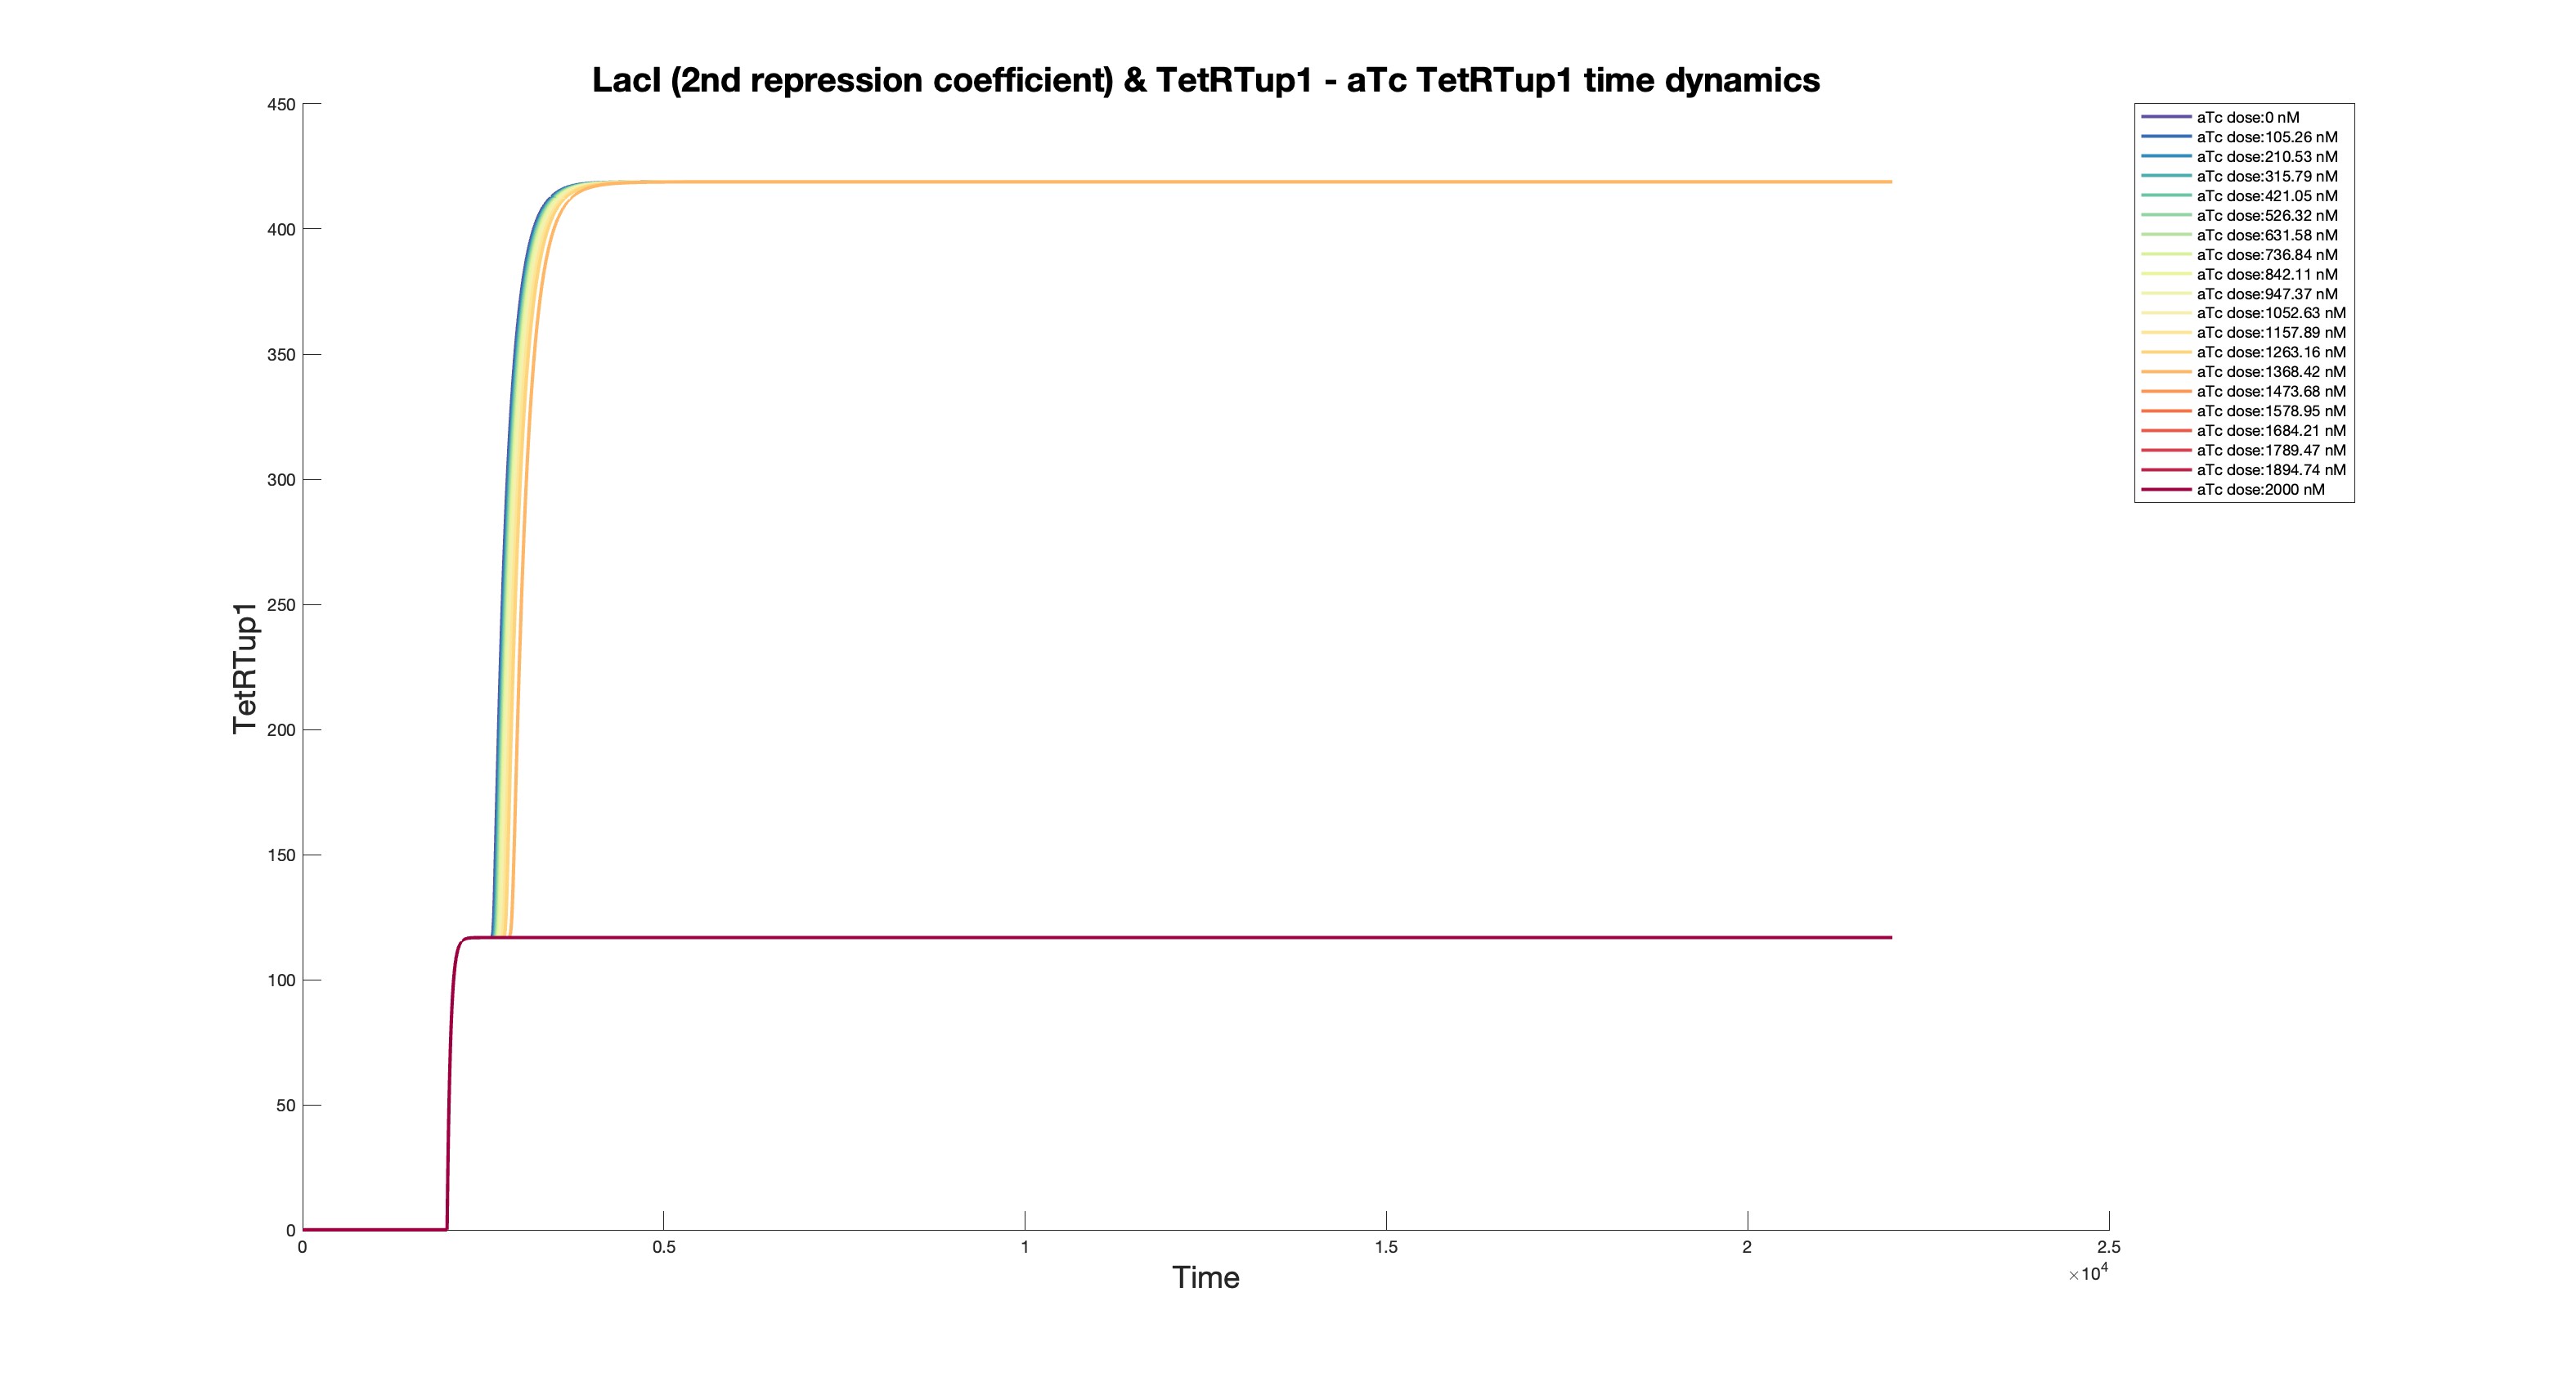 LacI (2nd repression coefficient) & TetRTup1 - aTc TetRTup1 time dynamics
450
400
350
300
250
200
150
100
50
0
TetRTup1
0 0.5 1 1.5 2 2.5
×10^4
Time
aTc dose:0 nM
aTc dose:105.26 nM
aTc dose:210.53 nM
aTc dose:315.79 nM
aTc dose:421.05 nM
aTc dose:526.32 nM
aTc dose:631.58 nM
aTc dose:736.84 nM
aTc dose:842.11 nM
aTc dose:947.37 nM
aTc dose:1052.63 nM
aTc dose:1157.89 nM
aTc dose:1263.16 nM
aTc dose:1368.42 nM
aTc dose:1473.68 nM
aTc dose:1578.95 nM
aTc dose:1684.21 nM
aTc dose:1789.47 nM
aTc dose:1894.74 nM
aTc dose:2000 nM